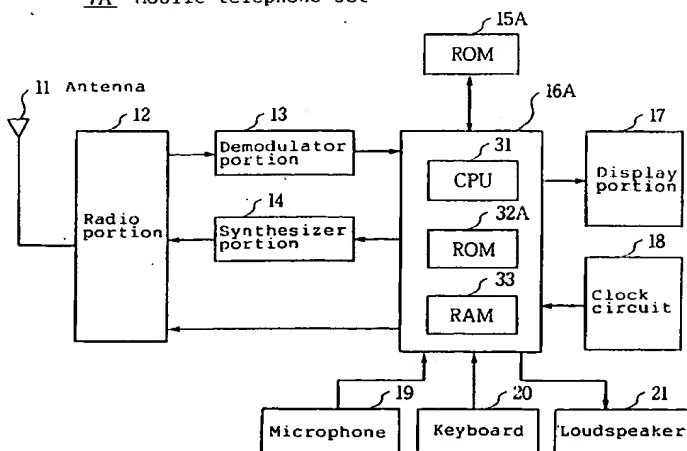 1A Mobile telephone set
15A
ROM
11 Antenna
12
13
16A
17
Demodulator
portion
31
CPU
Display
portion
Radio
portion
14
Synthesizer
portion
32A
ROM
18
Clock
circuit
33
RAM
19
20
21
Microphone
Keyboard
Loudspeaker